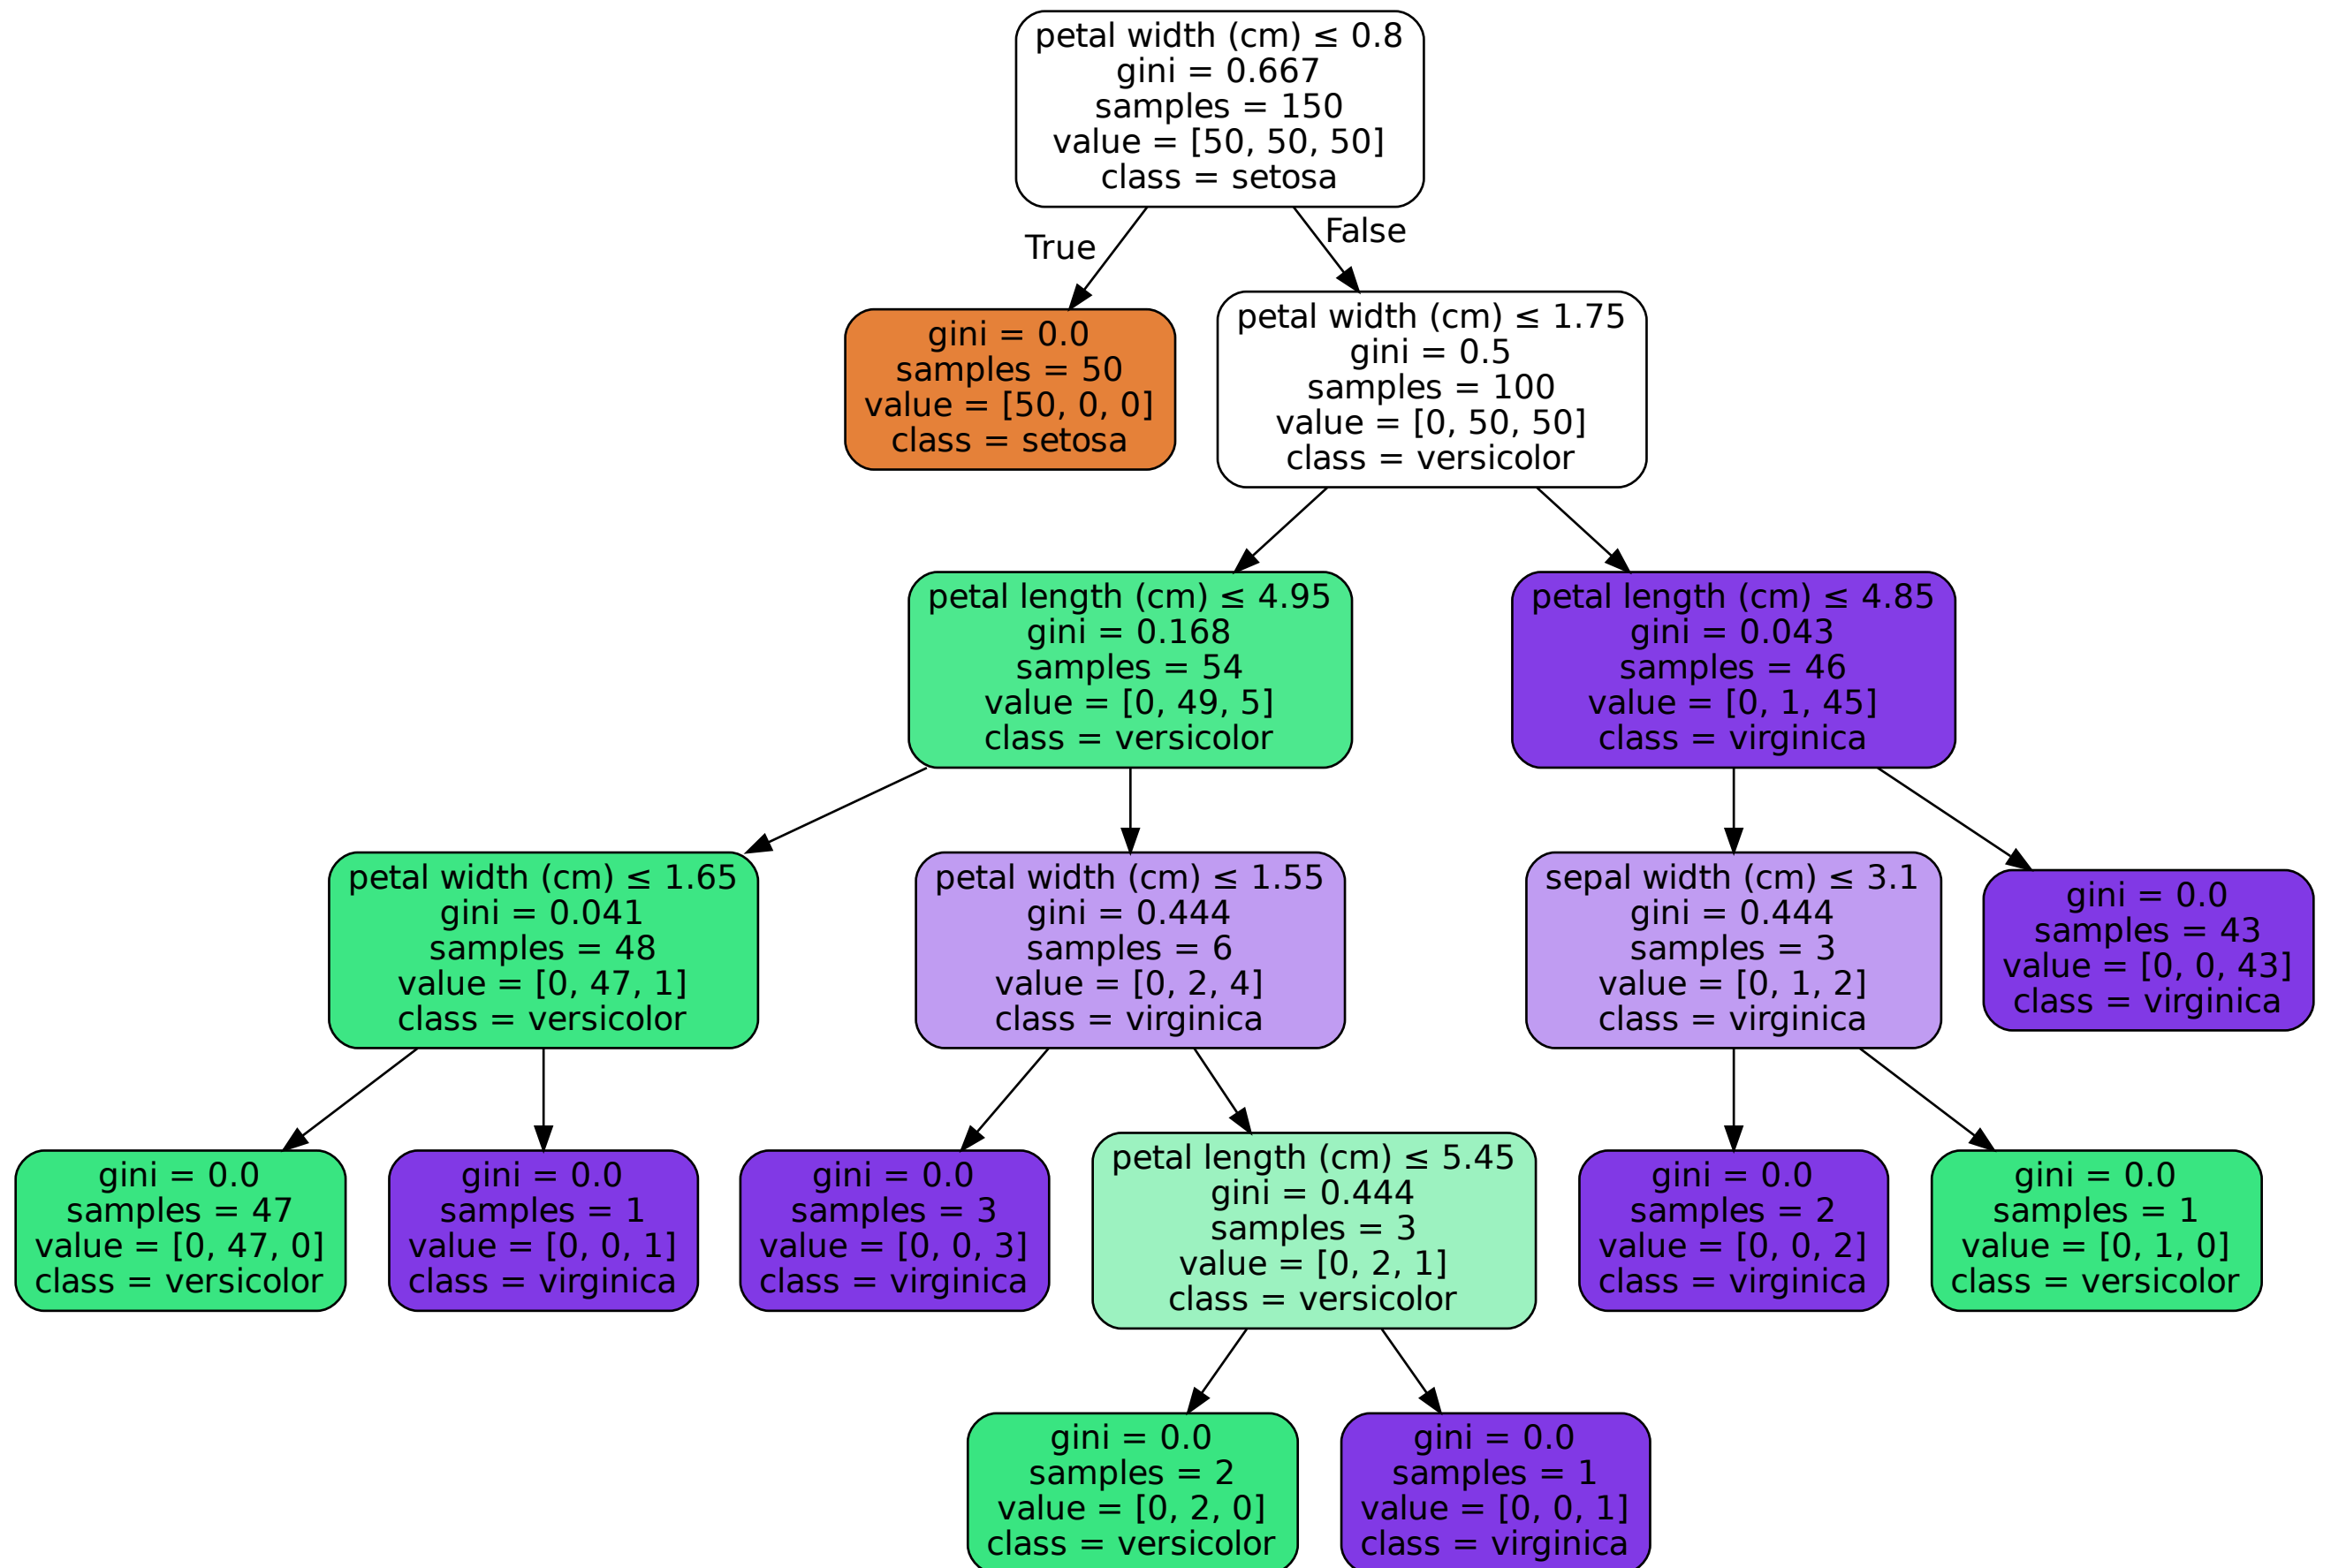 petal width (cm) ≤ 0.8
gini = 0.667
samples = 150
value = [50, 50, 50]
class = setosa
True
False
gini = 0.0
samples = 50
value = [50, 0, 0]
class = setosa
petal width (cm) ≤ 1.75
gini = 0.5
samples = 100
value = [0, 50, 50]
class = versicolor
petal length (cm) ≤ 4.95
gini = 0.168
samples = 54
value = [0, 49, 5]
class = versicolor
petal length (cm) ≤ 4.85
gini = 0.043
samples = 46
value = [0, 1, 45]
class = virginica
petal width (cm) ≤ 1.65
gini = 0.041
samples = 48
value = [0, 47, 1]
class = versicolor
petal width (cm) ≤ 1.55
gini = 0.444
samples = 6
value = [0, 2, 4]
class = virginica
sepal width (cm) ≤ 3.1
gini = 0.444
samples = 3
value = [0, 1, 2]
class = virginica
gini = 0.0
samples = 43
value = [0, 0, 43]
class = virginica
gini = 0.0
samples = 47
value = [0, 47, 0]
class = versicolor
gini = 0.0
samples = 1
value = [0, 0, 1]
class = virginica
gini = 0.0
samples = 3
value = [0, 0, 3]
class = virginica
petal length (cm) ≤ 5.45
gini = 0.444
samples = 3
value = [0, 2, 1]
class = versicolor
gini = 0.0
samples = 2
value = [0, 0, 2]
class = virginica
gini = 0.0
samples = 1
value = [0, 1, 0]
class = versicolor
gini = 0.0
samples = 2
value = [0, 2, 0]
class = versicolor
gini = 0.0
samples = 1
value = [0, 0, 1]
class = virginica